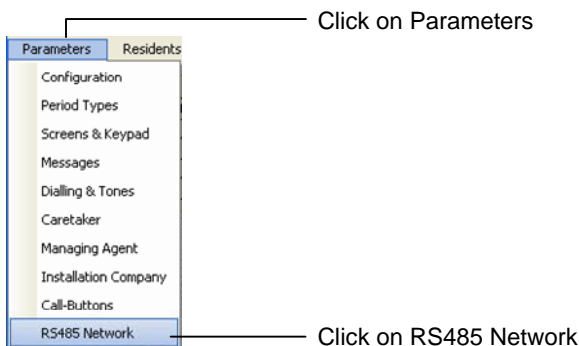 Click on Parameters
Parameters Residents
Configuration
Period Types
Screens & Keypad
Messages
Dialling & Tones
Caretaker
Managing Agent
Installation Company
Call-Buttons
RS485 Network
Click on RS485 Network